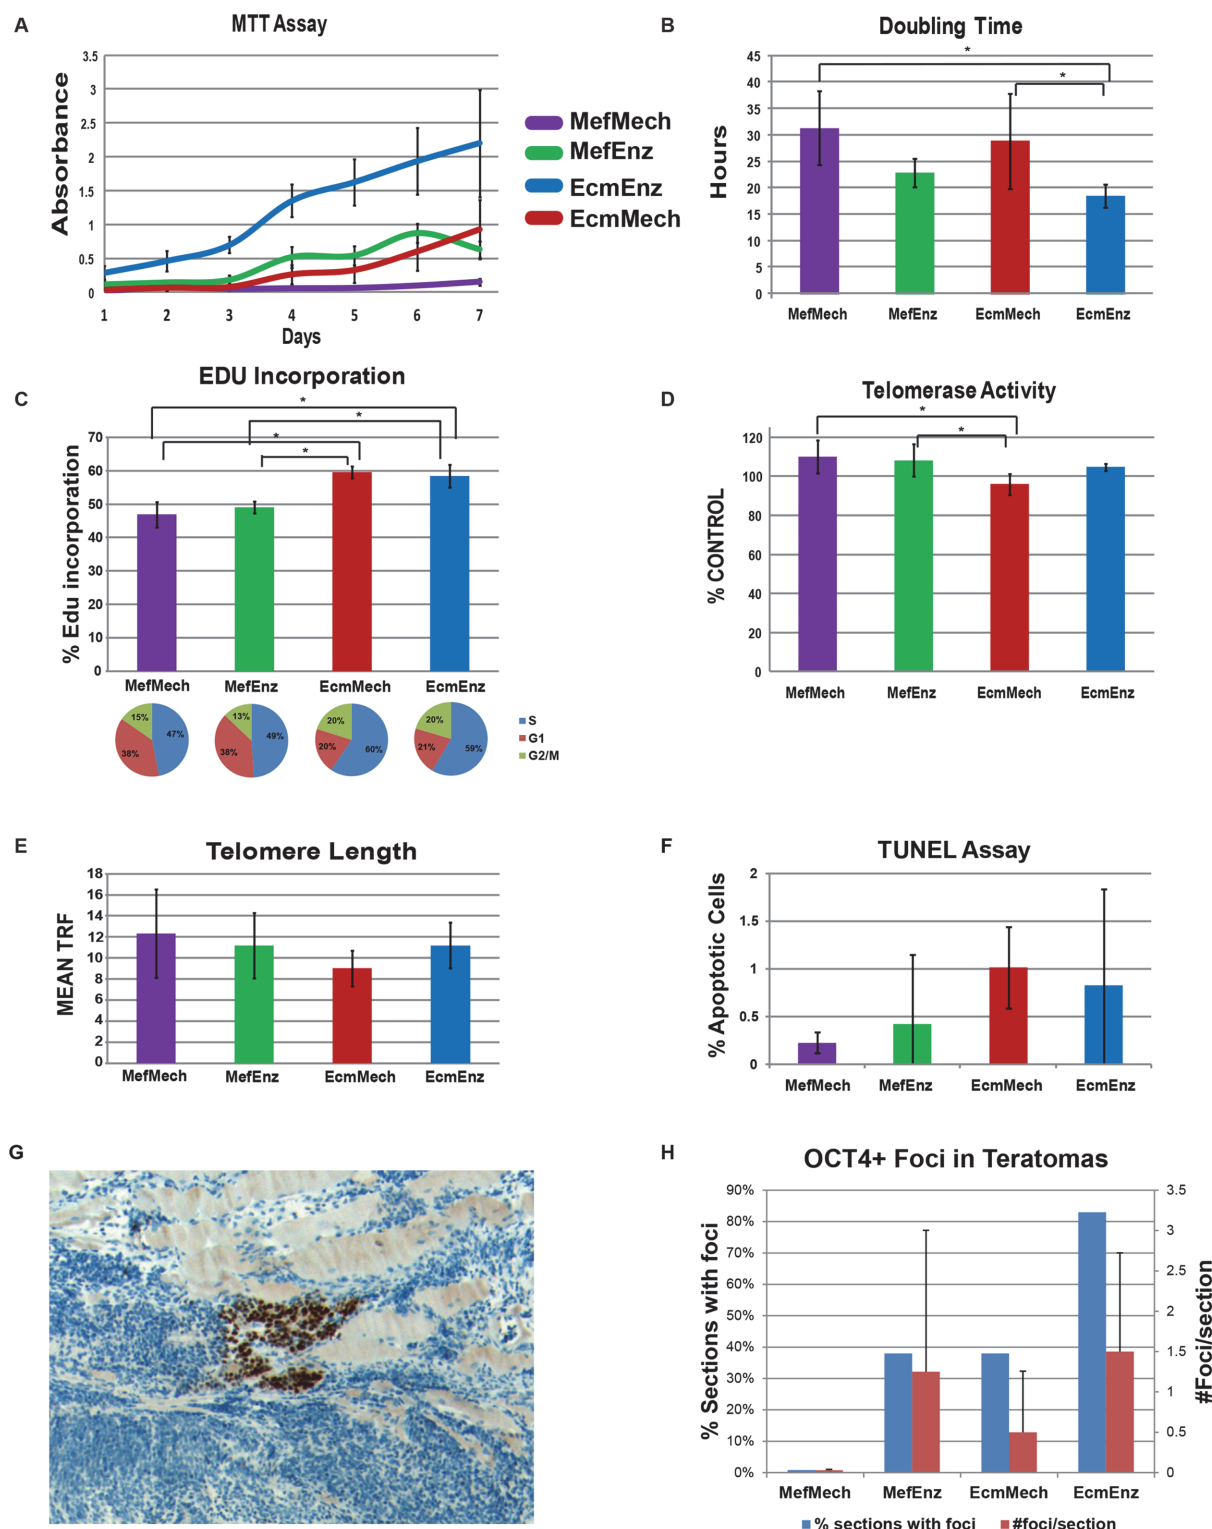 A
MTT Assay
Absorbance
3.5
3
2.5
2
1.5
1
0.5
0
1 2 3 4 5 6 7
Days
MefMech
MefEnz
EcmEnz
EcmMech
B
Doubling Time
Hours
45
40
35
30
25
20
15
10
5
0
* *
MefMech MefEnz EcmMech EcmEnz
C
EDU Incorporation
% Edu incorporation
70
60
50
40
30
20
10
0
* * * *
MefMech MefEnz EcmMech EcmEnz
15% 47% 38%
13% 49% 38%
20% 60% 20%
20% 59% 21%
S
G1
G2/M
D
Telomerase Activity
% CONTROL
120
100
80
60
40
20
0
* *
MefMech MefEnz EcmMech EcmEnz
E
Telomere Length
MEAN TRF
18
16
14
12
10
8
6
4
2
0
MefMech MefEnz EcmMech EcmEnz
F
TUNEL Assay
% Apoptotic Cells
2
1.5
1
0.5
0
MefMech MefEnz EcmMech EcmEnz
G
H
OCT4+ Foci in Teratomas
% Sections with foci
90%
80%
70%
60%
50%
40%
30%
20%
10%
0%
3.5
3
2.5
2
1.5
1
0.5
0
#Foci/section
MefMech MefEnz EcmMech EcmEnz
% sections with foci #foci/section